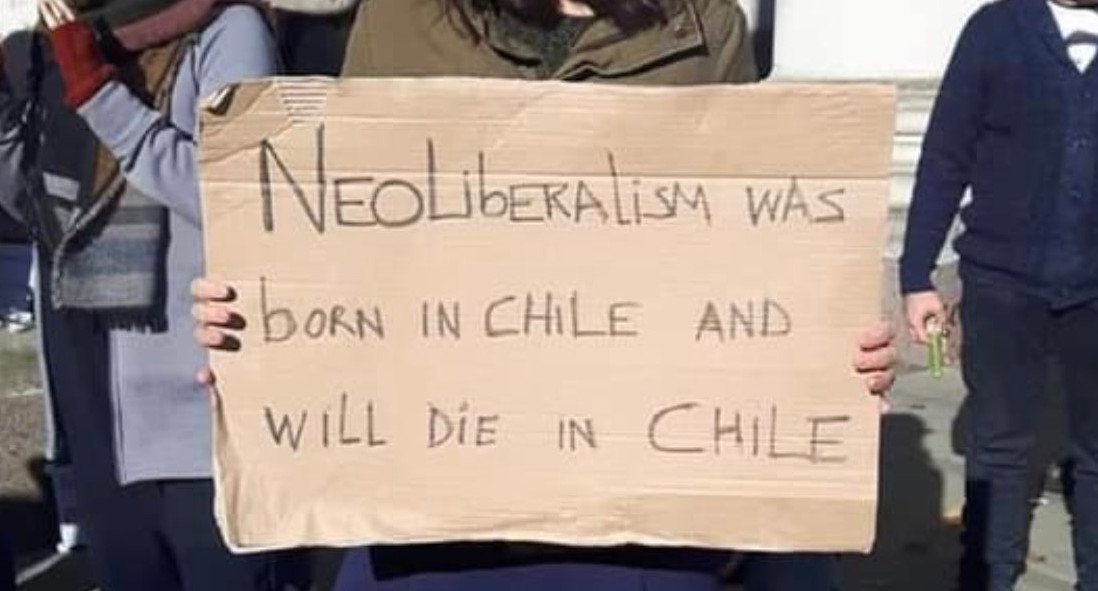 NEOLibERALiSM WAS
bORN IN CHiLE AND
WiLL DiE IN CHiLE